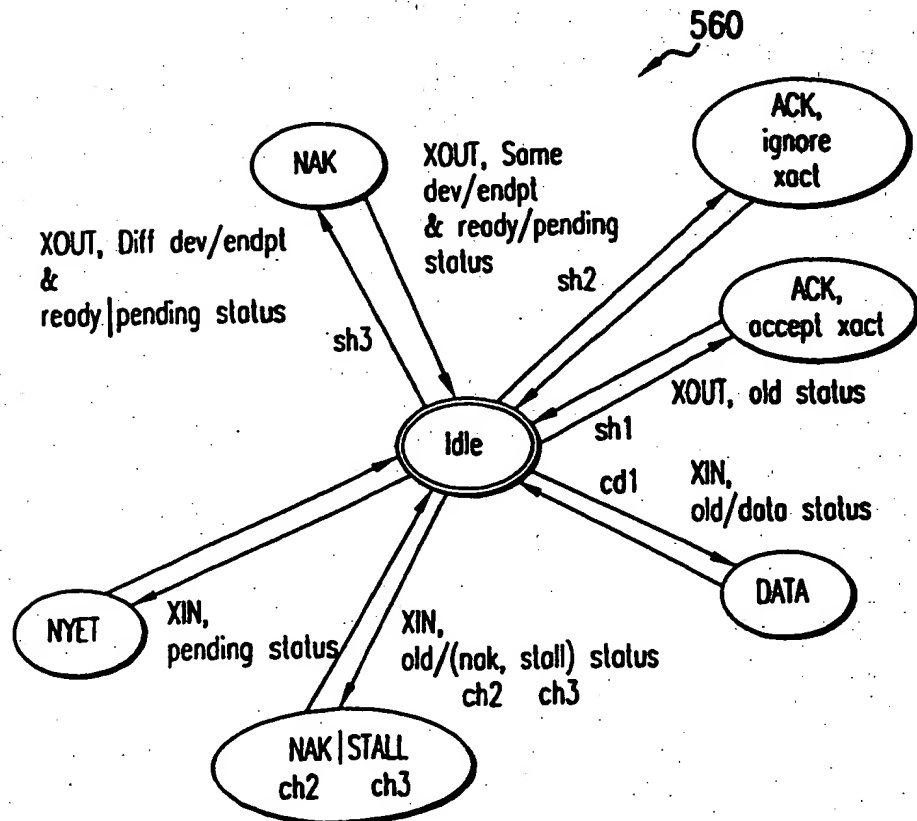 560
ACK,
ignore
xact
NAK
XOUT, Same
dev/endpt
& ready/pending
status
XOUT, Diff dev/endpt
&
ready|pending status
sh3
sh2
ACK,
accept xact
XOUT, old status
sh1
Idle
cd1
XIN,
old/data status
DATA
NYET
XIN,
pending status
XIN,
old/(nak, stall) status
ch2 ch3
NAK|STALL
ch2 ch3